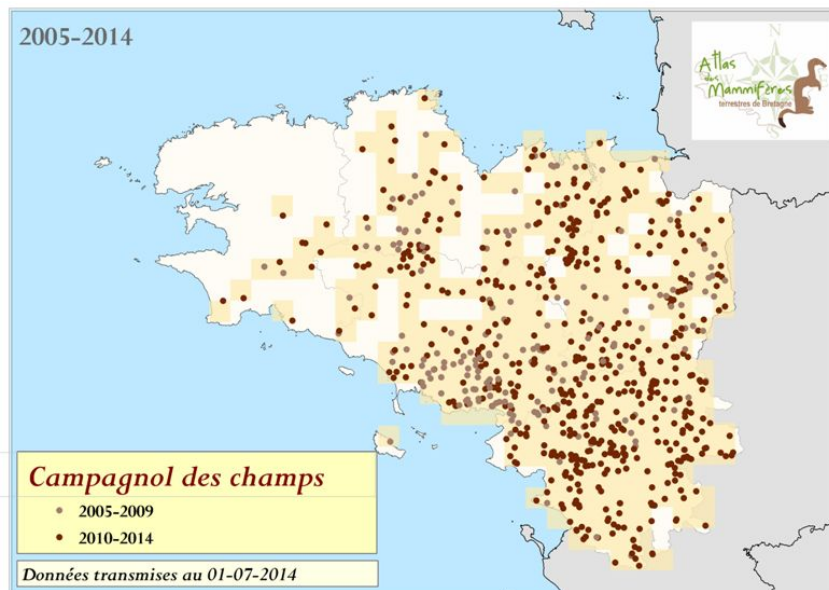 2005-2014
N
Atlas
des
Mammifères
terrestres de Bretagne
Campagnol des champs
2005-2009
2010-2014
Données transmises au 01-07-2014